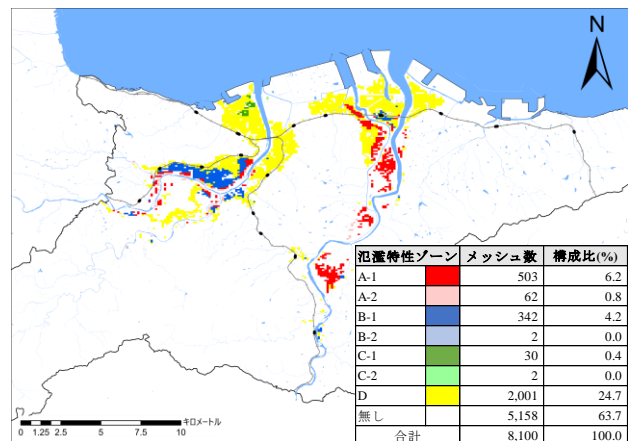 N
氾濫特性ゾーン メッシュ数 構成比(%)
A-1 503 6.2
A-2 62 0.8
B-1 342 4.2
B-2 2 0.0
C-1 30 0.4
C-2 2 0.0
D 2,001 24.7
無し 5,158 63.7
合計 8,100 100.0
キロメートル
0 1.25 2.5 5 7.5 10